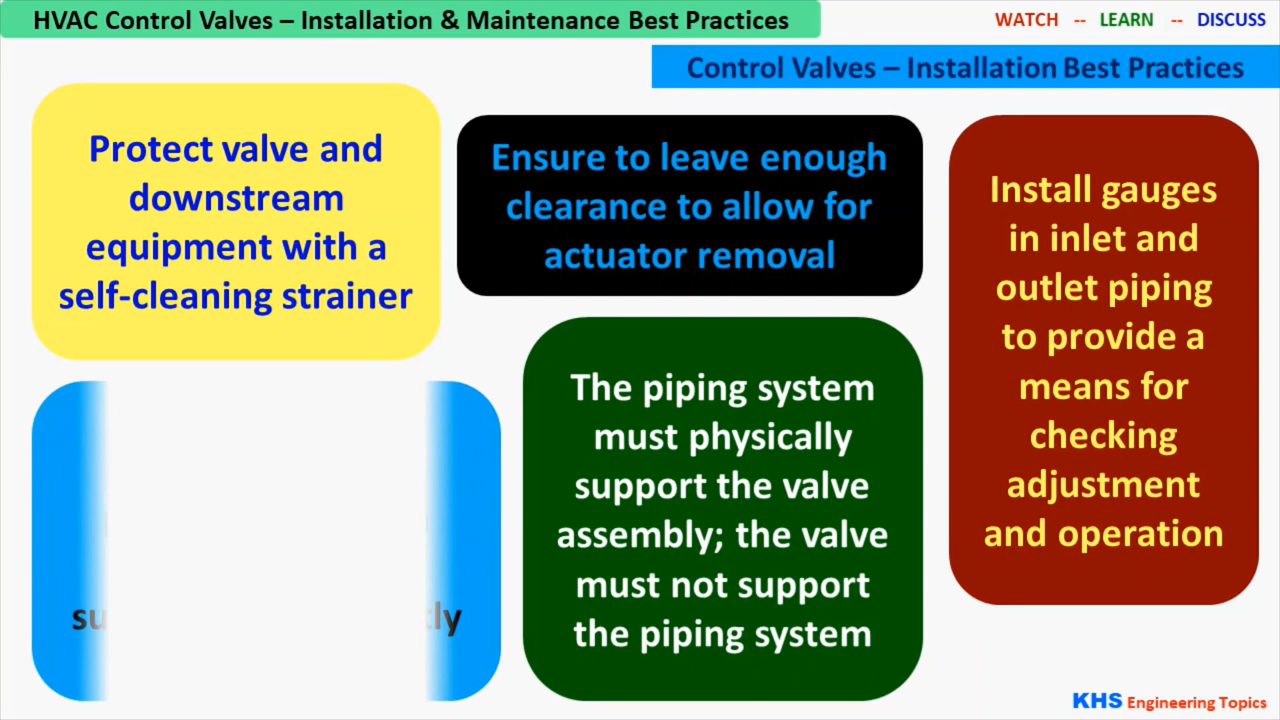 HVAC Control Valves – Installation & Maintenance Best Practices
WATCH -- LEARN -- DISCUSS
Control Valves – Installation Best Practices
Protect valve and
downstream
equipment with a
self-cleaning strainer
Ensure to leave enough
clearance to allow for
actuator removal
Install gauges
in inlet and
outlet piping
to provide a
means for
checking
adjustment
and operation
The piping system
must physically
support the valve
assembly; the valve
must not support
the piping system
KHS Engineering Topics